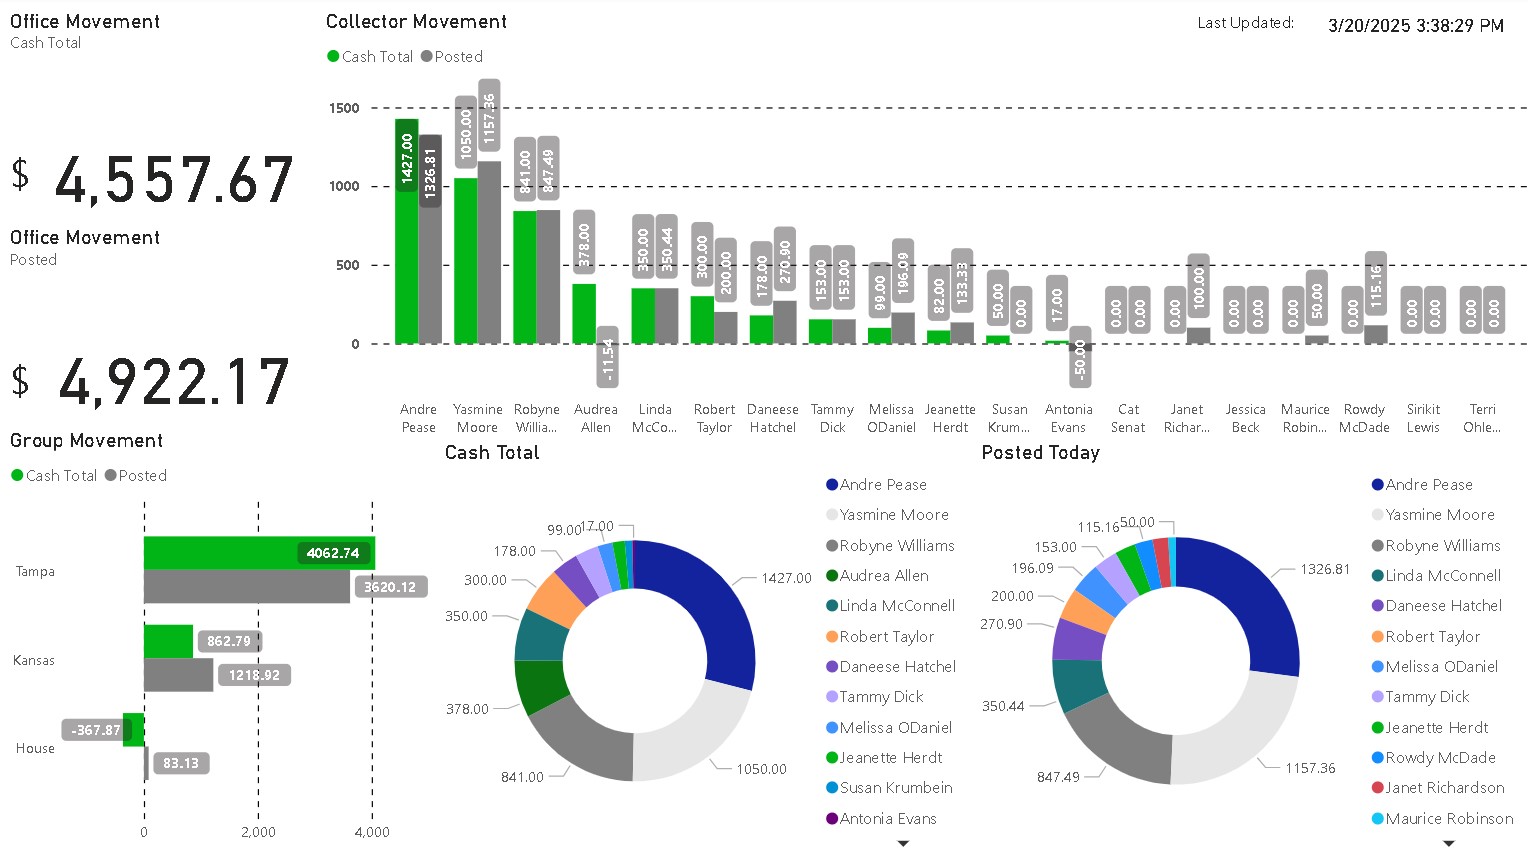 Office Movement
Cash Total
$ 4,557.67
Office Movement
Posted
$ 4,922.17
Collector Movement
Last Updated: 3/20/2025 3:38:29 PM
Cash Total Posted
1500
1000
500
0
1427.00 1326.81 1050.00 1157.36 841.00 847.49 378.00 -11.54 350.00 350.44 300.00 200.00 178.00 270.90 153.00 153.00 99.00 196.09 82.00 133.33 50.00 0.00 17.00 -50.00 0.00 0.00 0.00 100.00 0.00 0.00 0.00 50.00 0.00 115.16 0.00 0.00 0.00 0.00
Andre Yasmine Robyne Audrea Linda Robert Daneese Tammy Melissa Jeanette Susan Antonia Cat Janet Jessica Maurice Rowdy Sirikit Terri
Pease Moore Willia... Allen McCo... Taylor Hatchel Dick ODaniel Herdt Krum... Evans Senat Richar... Beck Robin... McDade Lewis Ohle...
Group Movement
Cash Total Posted
Tampa
4062.74
3620.12
Kansas
862.79
1218.92
House
-367.87
83.13
0 2,000 4,000
Cash Total
99.00 17.00
178.00
300.00
350.00
378.00
841.00
1427.00
1050.00
Andre Pease
Yasmine Moore
Robyne Williams
Audrea Allen
Linda McConnell
Robert Taylor
Daneese Hatchel
Tammy Dick
Melissa ODaniel
Jeanette Herdt
Susan Krumbein
Antonia Evans
Posted Today
115.16 50.00
153.00
196.09
200.00
270.90
350.44
847.49
1326.81
1157.36
Andre Pease
Yasmine Moore
Robyne Williams
Linda McConnell
Daneese Hatchel
Robert Taylor
Melissa ODaniel
Tammy Dick
Jeanette Herdt
Rowdy McDade
Janet Richardson
Maurice Robinson